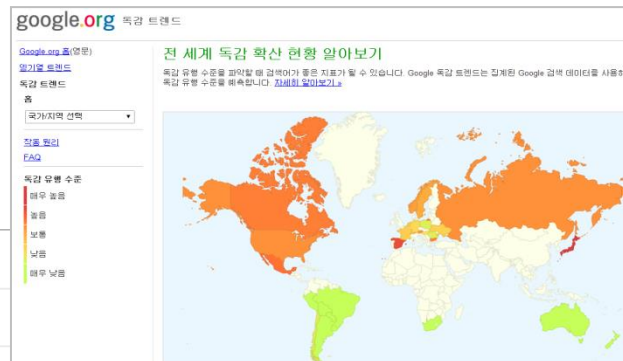 google.org 독감 트렌드
Google.org 홈(영문)
뎅기열 트렌드
독감 트렌드
홈
국가/지역 선택
작동 원리
FAQ
독감 유행 수준
매우 높음
높음
보통
낮음
매우 낮음
전 세계 독감 확산 현황 알아보기
독감 유행 수준을 파악할 때 검색어가 좋은 지표가 될 수 있습니다. Google 독감 트렌드는 집계된 Google 검색 데이터를 사용하
독감 유행 수준을 예측합니다. 자세히 알아보기 »